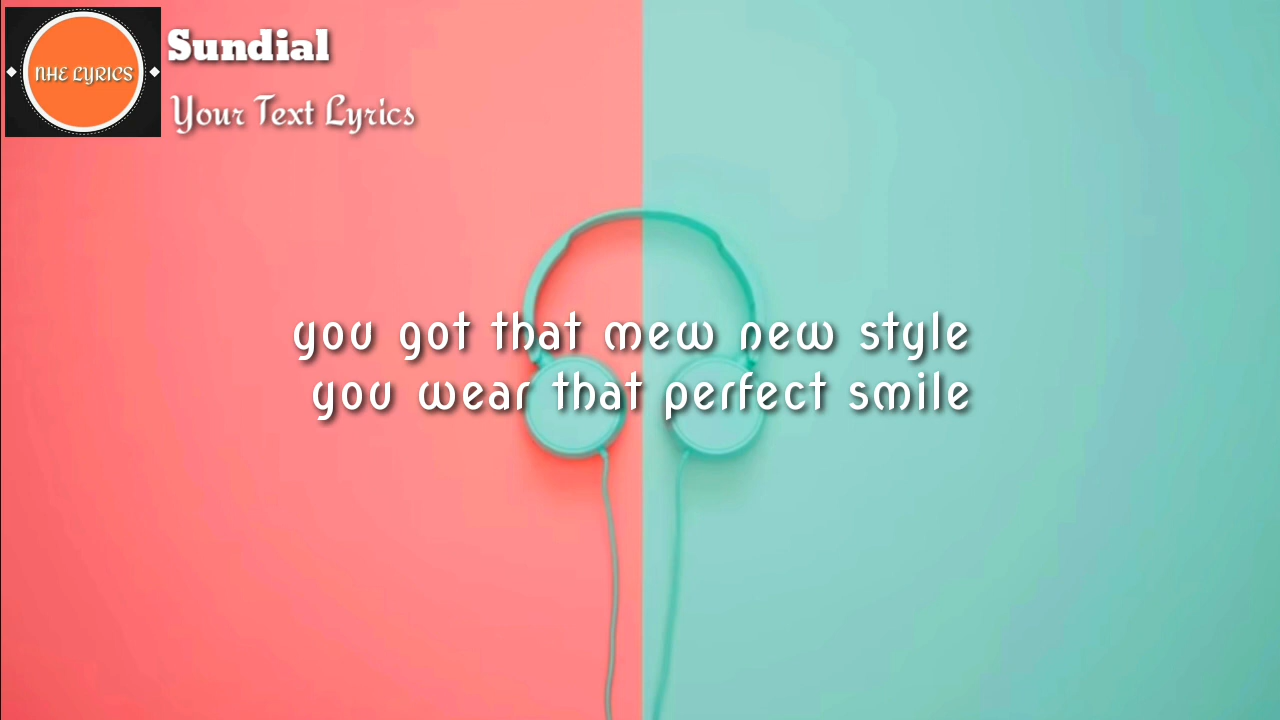 NHE LYRICS
Sundial
Your Text Lyrics
you got that mew new style
you wear that perfect smile